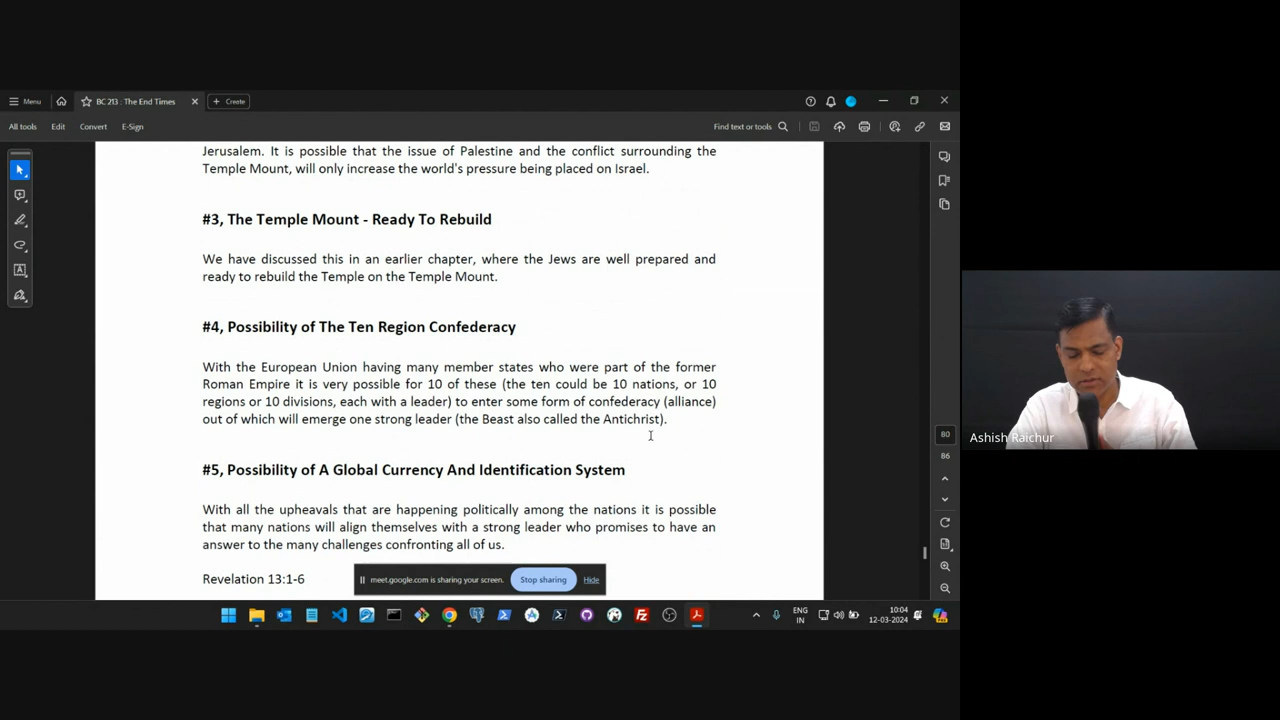 Menu
BC 213 : The End Times
Create
All tools
Edit
Convert
E-Sign
Find text or tools
Jerusalem. It is possible that the issue of Palestine and the conflict surrounding the
Temple Mount, will only increase the world's pressure being placed on Israel.
#3, The Temple Mount - Ready To Rebuild
We have discussed this in an earlier chapter, where the Jews are well prepared and
ready to rebuild the Temple on the Temple Mount.
#4, Possibility of The Ten Region Confederacy
With the European Union having many member states who were part of the former
Roman Empire it is very possible for 10 of these (the ten could be 10 nations, or 10
regions or 10 divisions, each with a leader) to enter some form of confederacy (alliance)
out of which will emerge one strong leader (the Beast also called the Antichrist).
#5, Possibility of A Global Currency And Identification System
With all the upheavals that are happening politically among the nations it is possible
that many nations will align themselves with a strong leader who promises to have an
answer to the many challenges confronting all of us.
Revelation 13:1-6
80
86
meet.google.com is sharing your screen.
Stop sharing
Hide
ENG
IN
10:04
12-03-2024
Ashish Raichur